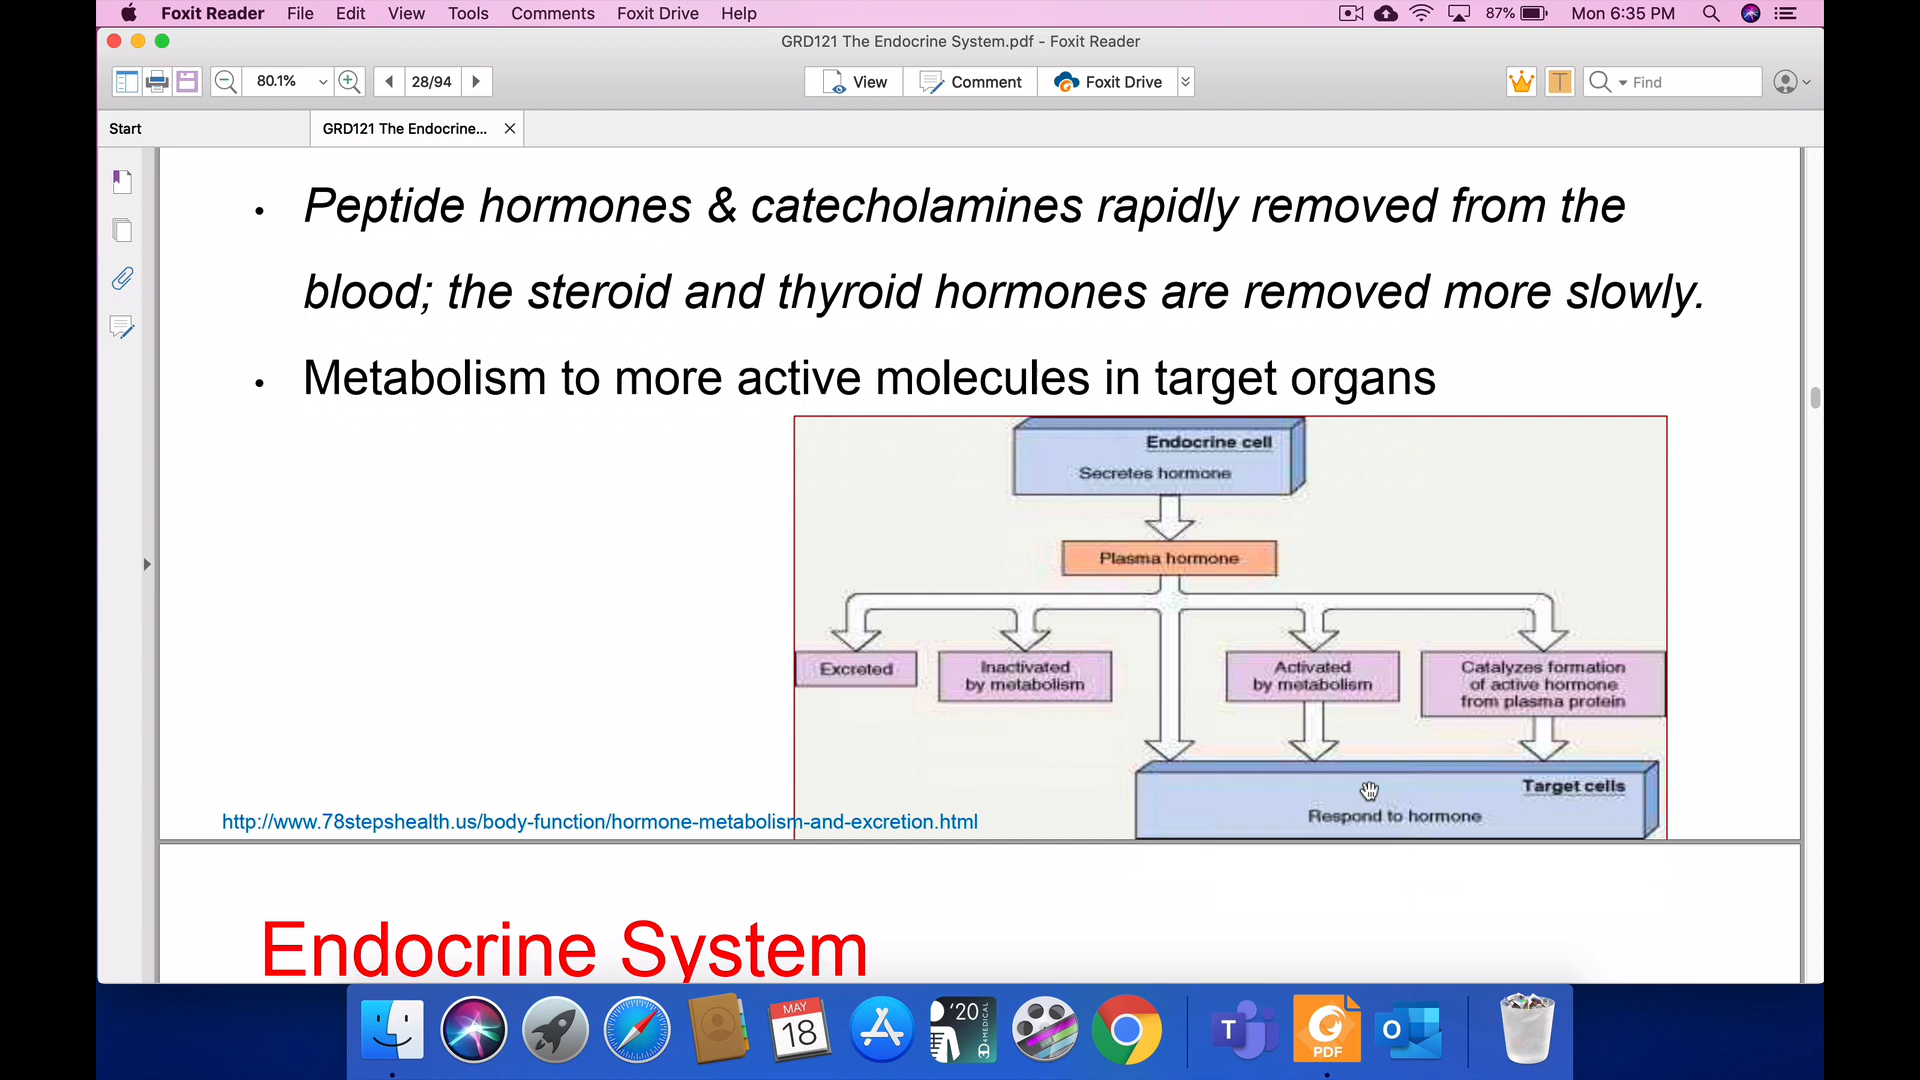 Foxit Reader File Edit View Tools Comments Foxit Drive Help 87% Mon 6:35 PM
GRD121 The Endocrine System.pdf - Foxit Reader
80.1% 28/94 View Comment Foxit Drive T Find
Start GRD121 The Endocrine...
• Peptide hormones & catecholamines rapidly removed from the
blood; the steroid and thyroid hormones are removed more slowly.
• Metabolism to more active molecules in target organs
Endocrine cell
Secretes hormone
Plasma hormone
Excreted
Inactivated
by metabolism
Activated
by metabolism
Catalyzes formation
of active hormone
from plasma protein
Target cells
Respond to hormone
http://www.78stepshealth.us/body-function/hormone-metabolism-and-excretion.html
Endocrine System
MAY
18
'20
3D4MEDICAL
T
PDF
O